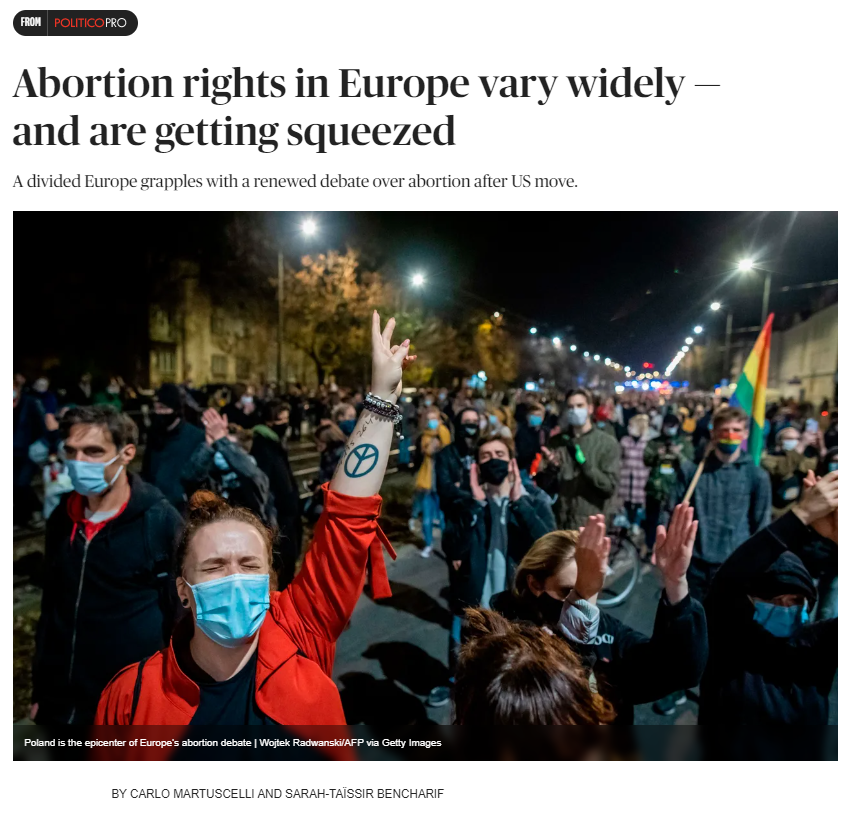 FROM POLITICOPRO
Abortion rights in Europe vary widely —
and are getting squeezed
A divided Europe grapples with a renewed debate over abortion after US move.
Poland is the epicenter of Europe's abortion debate | Wojtek Radwanski/AFP via Getty Images
BY CARLO MARTUSCELLI AND SARAH-TAÏSSIR BENCHARIF